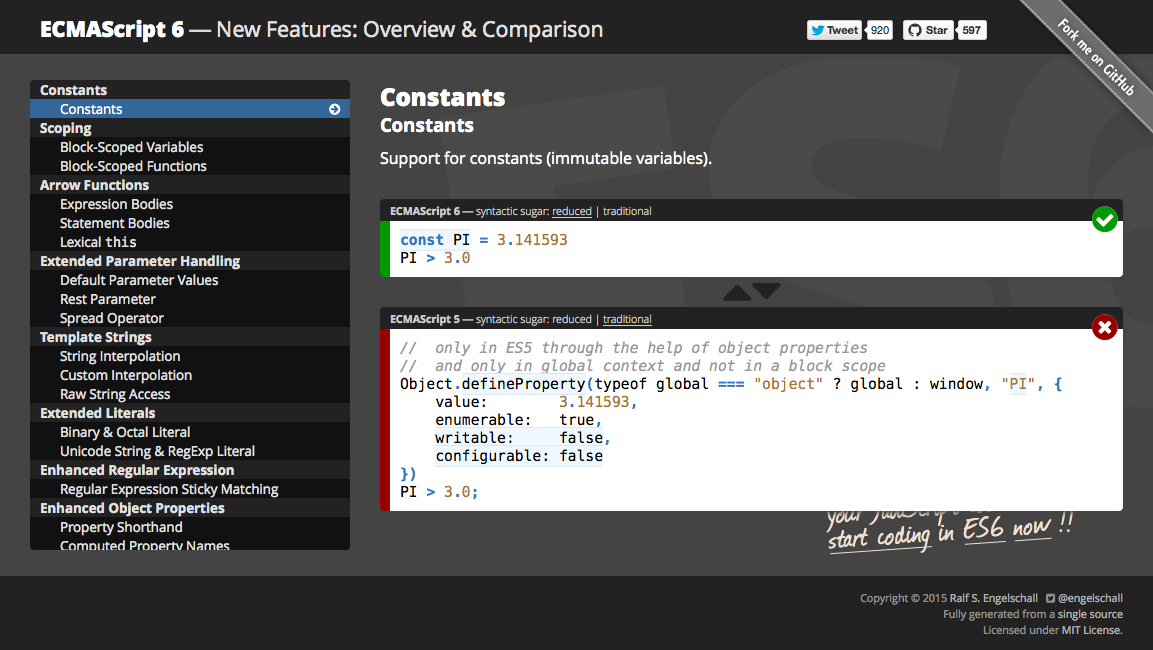 ECMAScript 6 — New Features: Overview & Comparison
Tweet 920 Star 597
Fork me on GitHub
Constants
Constants
Scoping
Block-Scoped Variables
Block-Scoped Functions
Arrow Functions
Expression Bodies
Statement Bodies
Lexical this
Extended Parameter Handling
Default Parameter Values
Rest Parameter
Spread Operator
Template Strings
String Interpolation
Custom Interpolation
Raw String Access
Extended Literals
Binary & Octal Literal
Unicode String & RegExp Literal
Enhanced Regular Expression
Regular Expression Sticky Matching
Enhanced Object Properties
Property Shorthand
Computed Property Names
Constants
Constants
Support for constants (immutable variables).
ECMAScript 6 — syntactic sugar: reduced | traditional
const PI = 3.141593
PI > 3.0
ECMAScript 5 — syntactic sugar: reduced | traditional
//  only in ES5 through the help of object properties
//  and only in global context and not in a block scope
Object.defineProperty(typeof global === "object" ? global : window, "PI", {
    value:        3.141593,
    enumerable:   true,
    writable:     false,
    configurable: false
})
PI > 3.0;
your JavaScript
start coding in ES6 now !!
Copyright © 2015 Ralf S. Engelschall @engelschall
Fully generated from a single source
Licensed under MIT License.